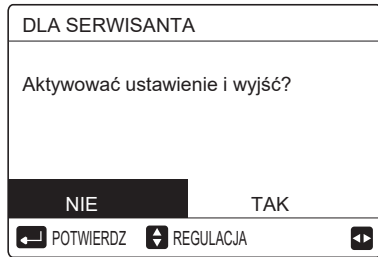 DLA SERWISANTA
Aktywować ustawienie i wyjść?
NIE TAK
POTWIERDZ REGULACJA